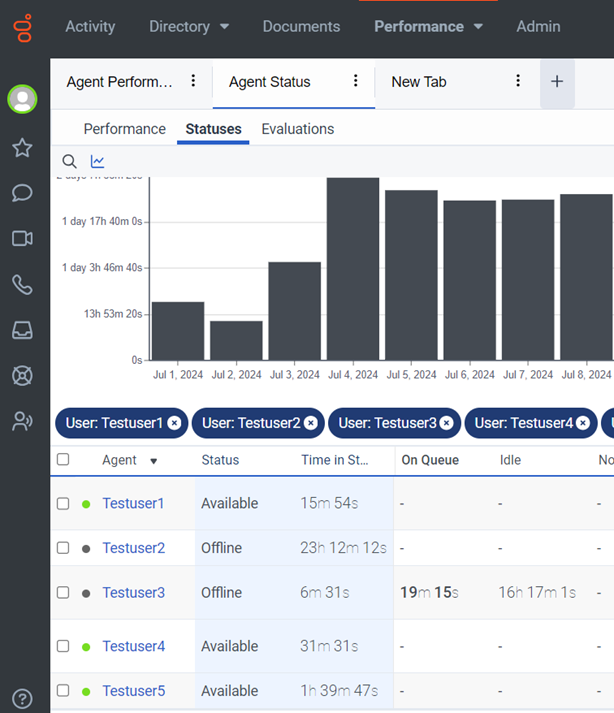 Activity Directory Documents Performance Admin
Agent Perform... Agent Status New Tab +
Performance Statuses Evaluations
1 day 17h 40m 0s
1 day 3h 46m 40s
13h 53m 20s
0s
Jul 1, 2024 Jul 2, 2024 Jul 3, 2024 Jul 4, 2024 Jul 5, 2024 Jul 6, 2024 Jul 7, 2024 Jul 8, 2024
User: Testuser1 User: Testuser2 User: Testuser3 User: Testuser4
Agent Status Time in St... On Queue Idle No
Testuser1 Available 15m 54s - - -
Testuser2 Offline 23h 12m 12s - - -
Testuser3 Offline 6m 31s 19m 15s 16h 17m 1s -
Testuser4 Available 31m 31s - - -
Testuser5 Available 1h 39m 47s - - -